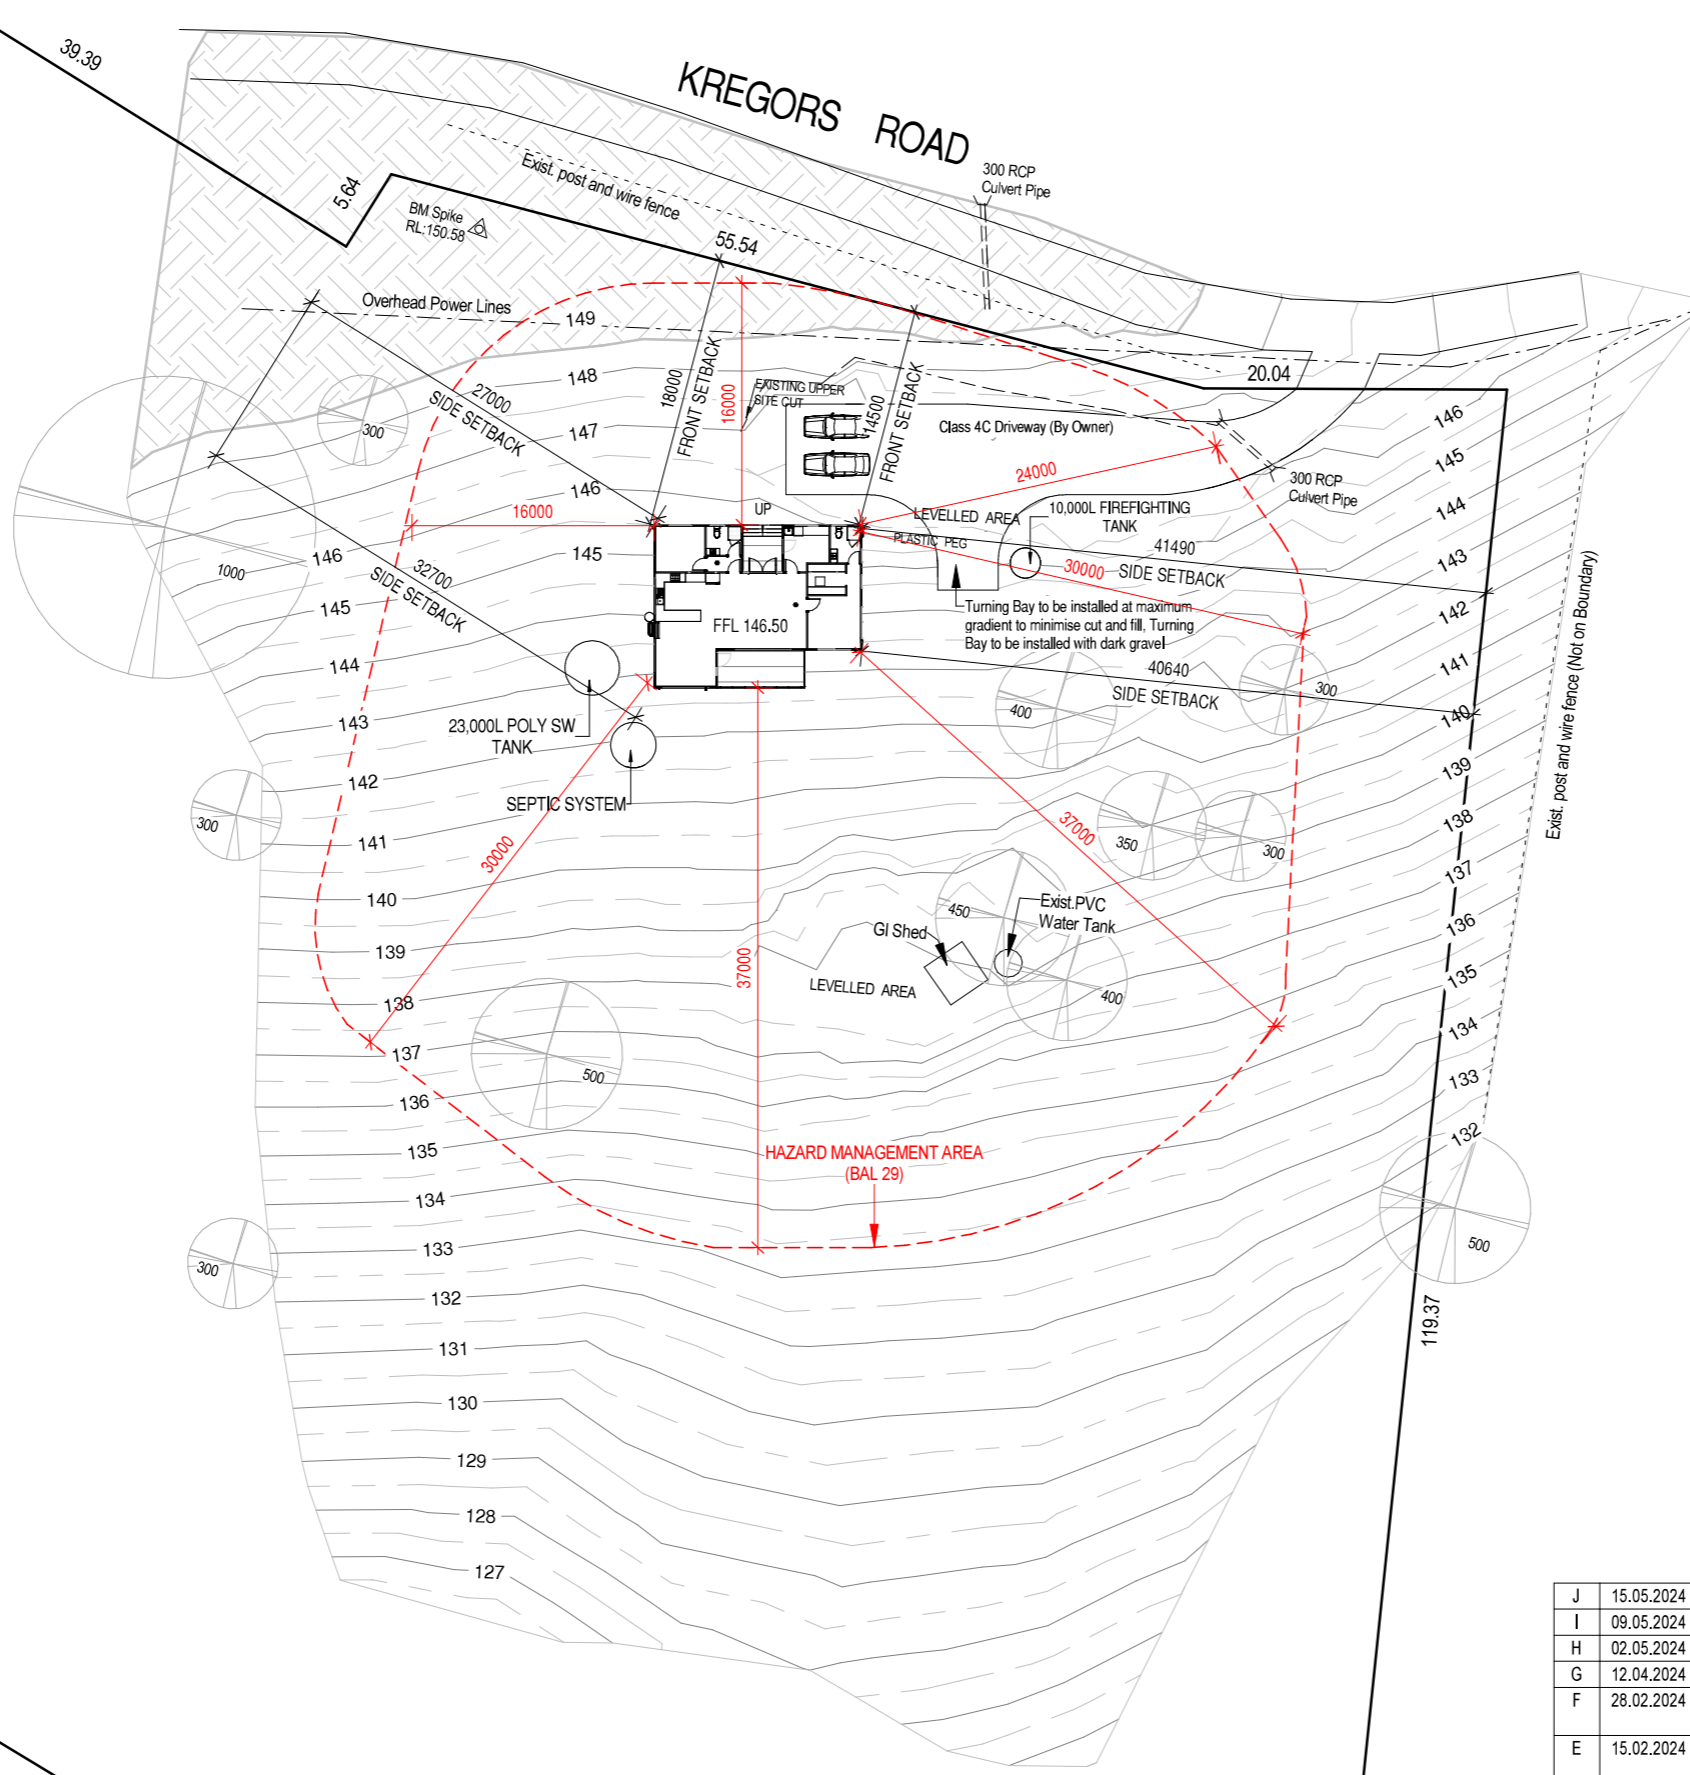 39.39
KREGORS ROAD
300 RCP
Culvert Pipe
Exist. post and wire fence
5.64
BM Spike
RL:150.58
55.54
Overhead Power Lines
149
148
147
146
145
27000
SIDE SETBACK
18000
FRONT SETBACK
16000
EXISTING UPPER
SITE CUT
14500
FRONT SETBACK
Class 4C Driveway (By Owner)
20.04
24000
300 RCP
Culvert Pipe
300
1000
16000
UP
LEVELLED AREA
10,000L FIREFIGHTING
TANK
PLASTIC PEG
41490
SIDE SETBACK
30000
Turning Bay to be installed at maximum
gradient to minimise cut and fill, Turning
Bay to be installed with dark gravel
40640
SIDE SETBACK
32700
SIDE SETBACK
FFL 146.50
23,000L POLY SW
TANK
SEPTIC SYSTEM
146
145
144
143
142
141
140
139
138
137
136
135
134
133
132
131
130
129
128
127
146
145
144
143
142
141
140
139
138
137
136
135
134
133
132
Exist. post and wire fence (Not on Boundary)
300
400
350
300
450
400
300
500
300
500
30000
37000
37000
Exist.PVC
Water Tank
GI Shed
LEVELLED AREA
HAZARD MANAGEMENT AREA
(BAL 29)
119.37
J 15.05.2024
I 09.05.2024
H 02.05.2024
G 12.04.2024
F 28.02.2024
E 15.02.2024